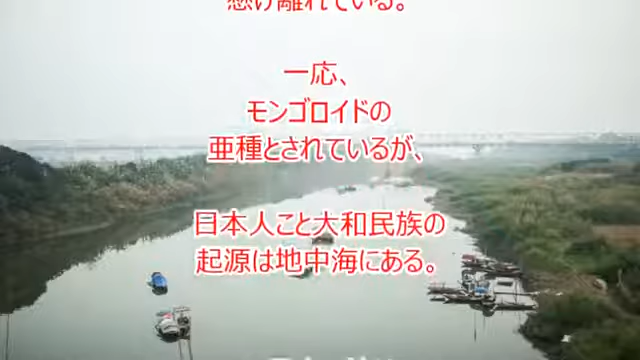 懸け離れている。
一応、
モンゴロイドの
亜種とされているが、
日本人こと大和民族の
起源は地中海にある。